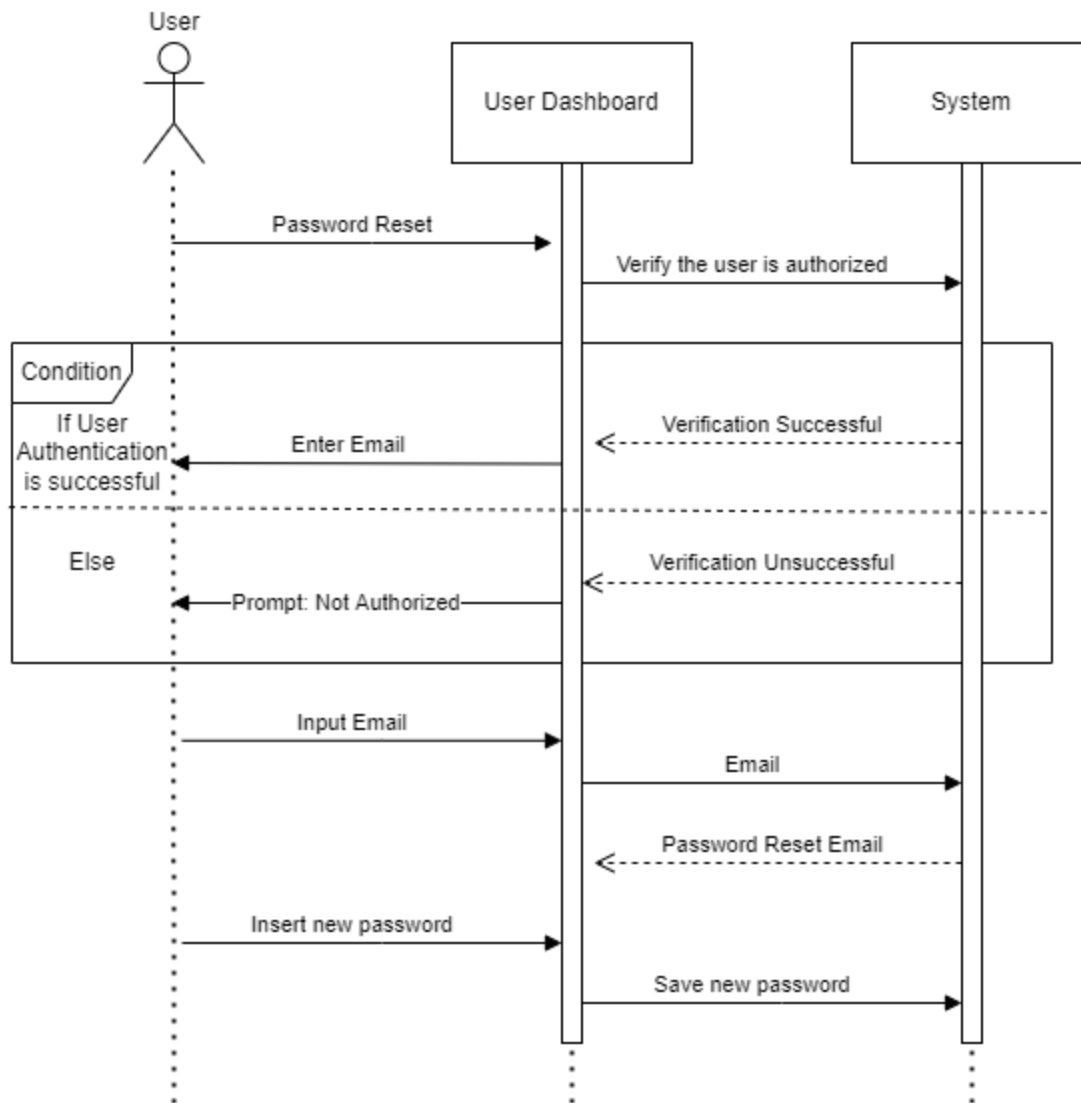 User
User Dashboard
System
Password Reset
Verify the user is authorized
Condition
If User
Authentication
is successful
Verification Successful
Enter Email
Else
Verification Unsuccessful
Prompt: Not Authorized
Input Email
Email
Password Reset Email
Insert new password
Save new password